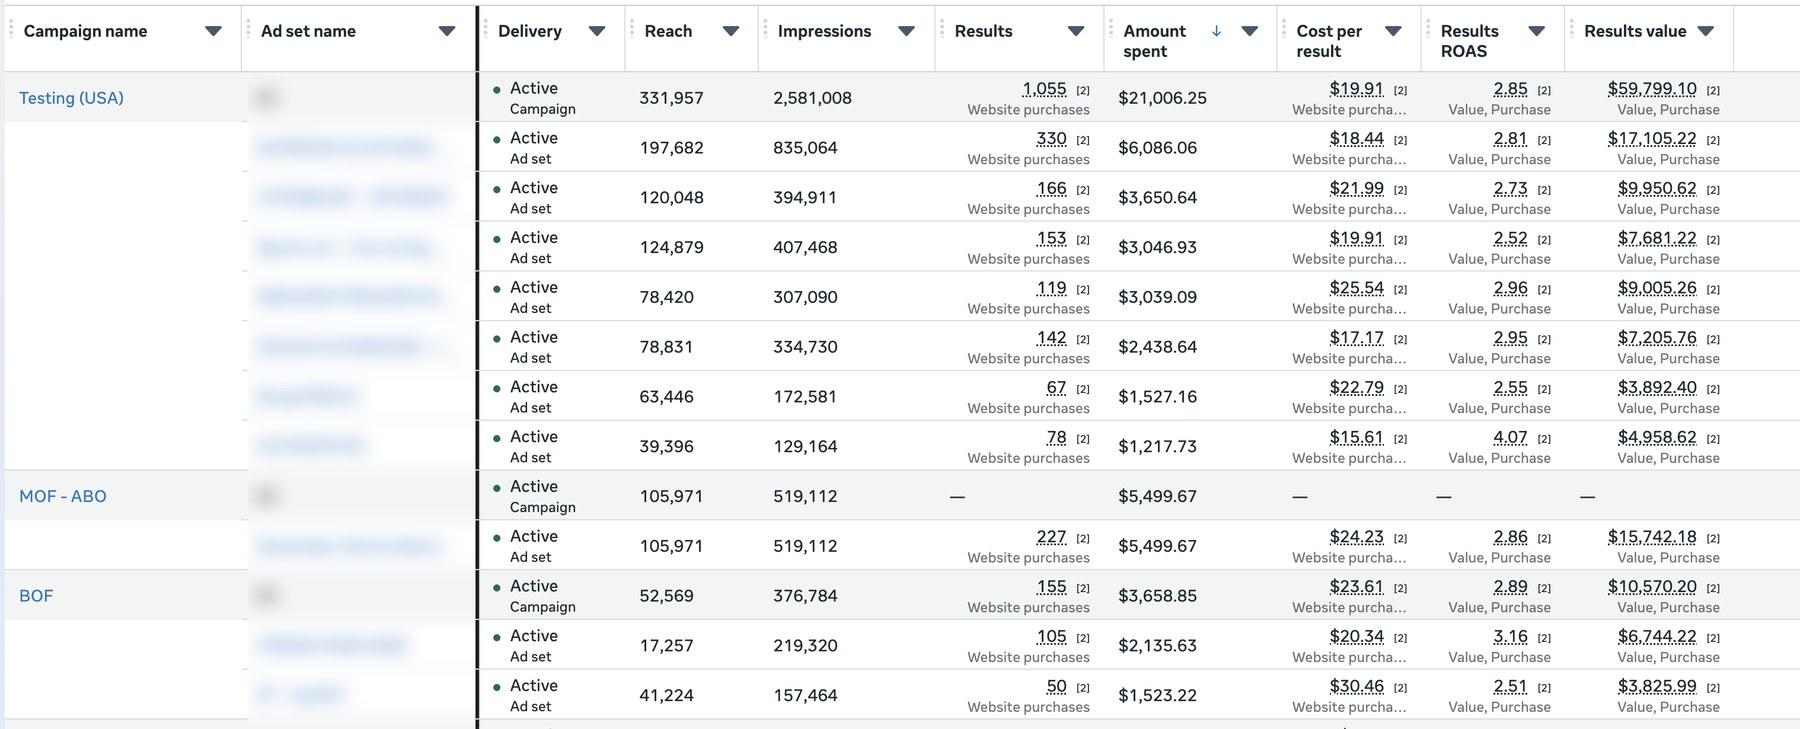 Campaign name Ad set name Delivery Reach Impressions Results Amount spent ↓ Cost per result Results ROAS Results value
Testing (USA) Active 331,957 2,581,008 1,055 [2] $21,006.25 $19.91 [2] 2.85 [2] $59,799.10 [2]
Campaign Website purchases Website purcha... Value, Purchase Value, Purchase
Active 197,682 835,064 330 [2] $6,086.06 $18.44 [2] 2.81 [2] $17,105.22 [2]
Ad set Website purchases Website purcha... Value, Purchase Value, Purchase
Active 120,048 394,911 166 [2] $3,650.64 $21.99 [2] 2.73 [2] $9,950.62 [2]
Ad set Website purchases Website purcha... Value, Purchase Value, Purchase
Active 124,879 407,468 153 [2] $3,046.93 $19.91 [2] 2.52 [2] $7,681.22 [2]
Ad set Website purchases Website purcha... Value, Purchase Value, Purchase
Active 78,420 307,090 119 [2] $3,039.09 $25.54 [2] 2.96 [2] $9,005.26 [2]
Ad set Website purchases Website purcha... Value, Purchase Value, Purchase
Active 78,831 334,730 142 [2] $2,438.64 $17.17 [2] 2.95 [2] $7,205.76 [2]
Ad set Website purchases Website purcha... Value, Purchase Value, Purchase
Active 63,446 172,581 67 [2] $1,527.16 $22.79 [2] 2.55 [2] $3,892.40 [2]
Ad set Website purchases Website purcha... Value, Purchase Value, Purchase
Active 39,396 129,164 78 [2] $1,217.73 $15.61 [2] 4.07 [2] $4,958.62 [2]
Ad set Website purchases Website purcha... Value, Purchase Value, Purchase
MOF - ABO Active 105,971 519,112 — $5,499.67 — — —
Campaign
Active 105,971 519,112 227 [2] $5,499.67 $24.23 [2] 2.86 [2] $15,742.18 [2]
Ad set Website purchases Website purcha... Value, Purchase Value, Purchase
BOF Active 52,569 376,784 155 [2] $3,658.85 $23.61 [2] 2.89 [2] $10,570.20 [2]
Campaign Website purchases Website purcha... Value, Purchase Value, Purchase
Active 17,257 219,320 105 [2] $2,135.63 $20.34 [2] 3.16 [2] $6,744.22 [2]
Ad set Website purchases Website purcha... Value, Purchase Value, Purchase
Active 41,224 157,464 50 [2] $1,523.22 $30.46 [2] 2.51 [2] $3,825.99 [2]
Ad set Website purchases Website purcha... Value, Purchase Value, Purchase